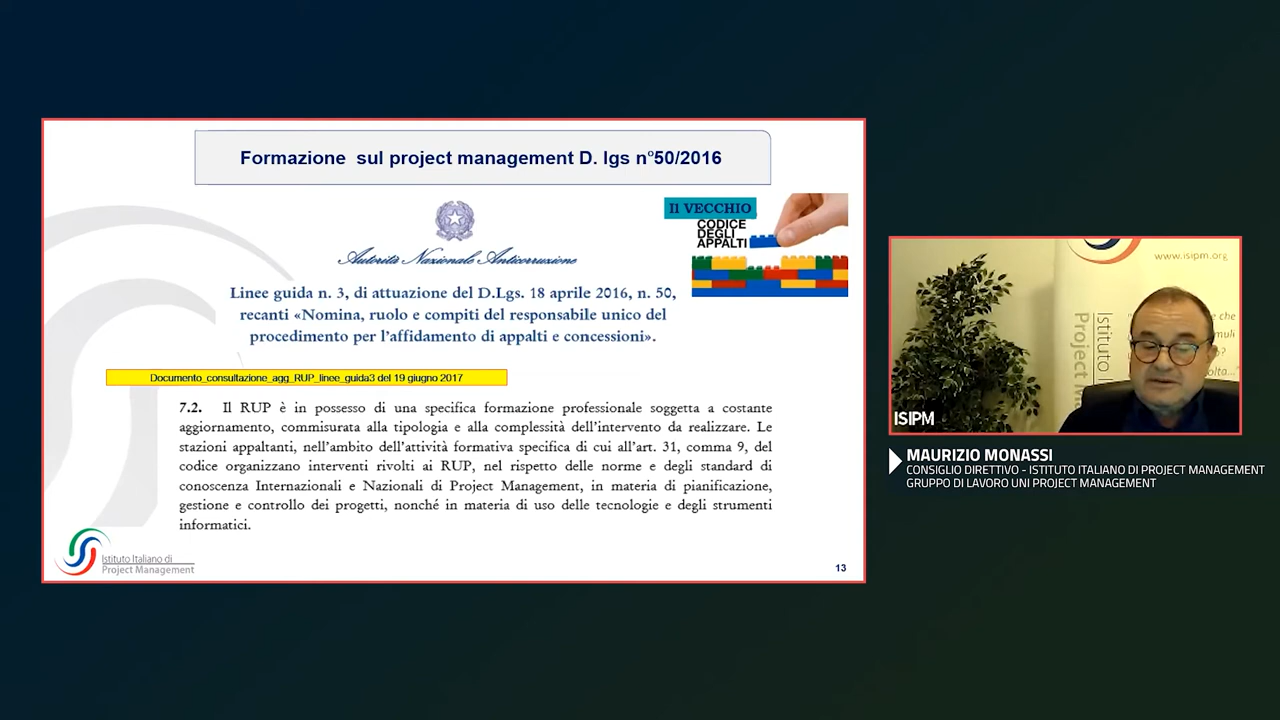 Formazione sul project management D. lgs n°50/2016
Il VECCHIO
CODICE
DEGLI
APPALTI
Autorità Nazionale Anticorruzione
Linee guida n. 3, di attuazione del D.Lgs. 18 aprile 2016, n. 50,
recanti «Nomina, ruolo e compiti del responsabile unico del
procedimento per l'affidamento di appalti e concessioni».
Documento_consultazione_agg_RUP_linee_guida3 del 19 giugno 2017
7.2. Il RUP è in possesso di una specifica formazione professionale soggetta a costante
aggiornamento, commisurata alla tipologia e alla complessità dell'intervento da realizzare. Le
stazioni appaltanti, nell'ambito dell'attività formativa specifica di cui all'art. 31, comma 9, del
codice organizzano interventi rivolti ai RUP, nel rispetto delle norme e degli standard di
conoscenza Internazionali e Nazionali di Project Management, in materia di pianificazione,
gestione e controllo dei progetti, nonché in materia di uso delle tecnologie e degli strumenti
informatici.
Istituto Italiano di
Project Management
13
www.isipm.org
Istituto
Project
che
ISIPM
MAURIZIO MONASSI
CONSIGLIO DIRETTIVO - ISTITUTO ITALIANO DI PROJECT MANAGEMENT
GRUPPO DI LAVORO UNI PROJECT MANAGEMENT